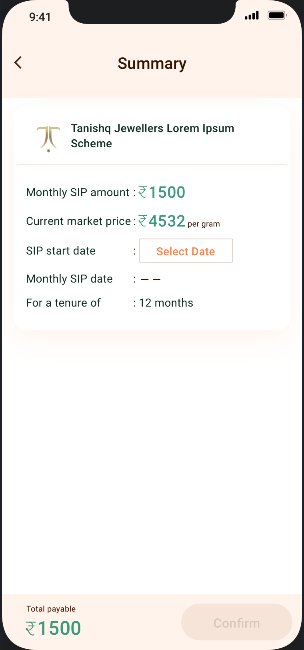 9:41
Summary
Tanishq Jewellers Lorem Ipsum
Scheme
Monthly SIP amount : ₹1500
Current market price : ₹4532 per gram
SIP start date : Select Date
Monthly SIP date : – –
For a tenure of : 12 months
Total payable
₹1500
Confirm